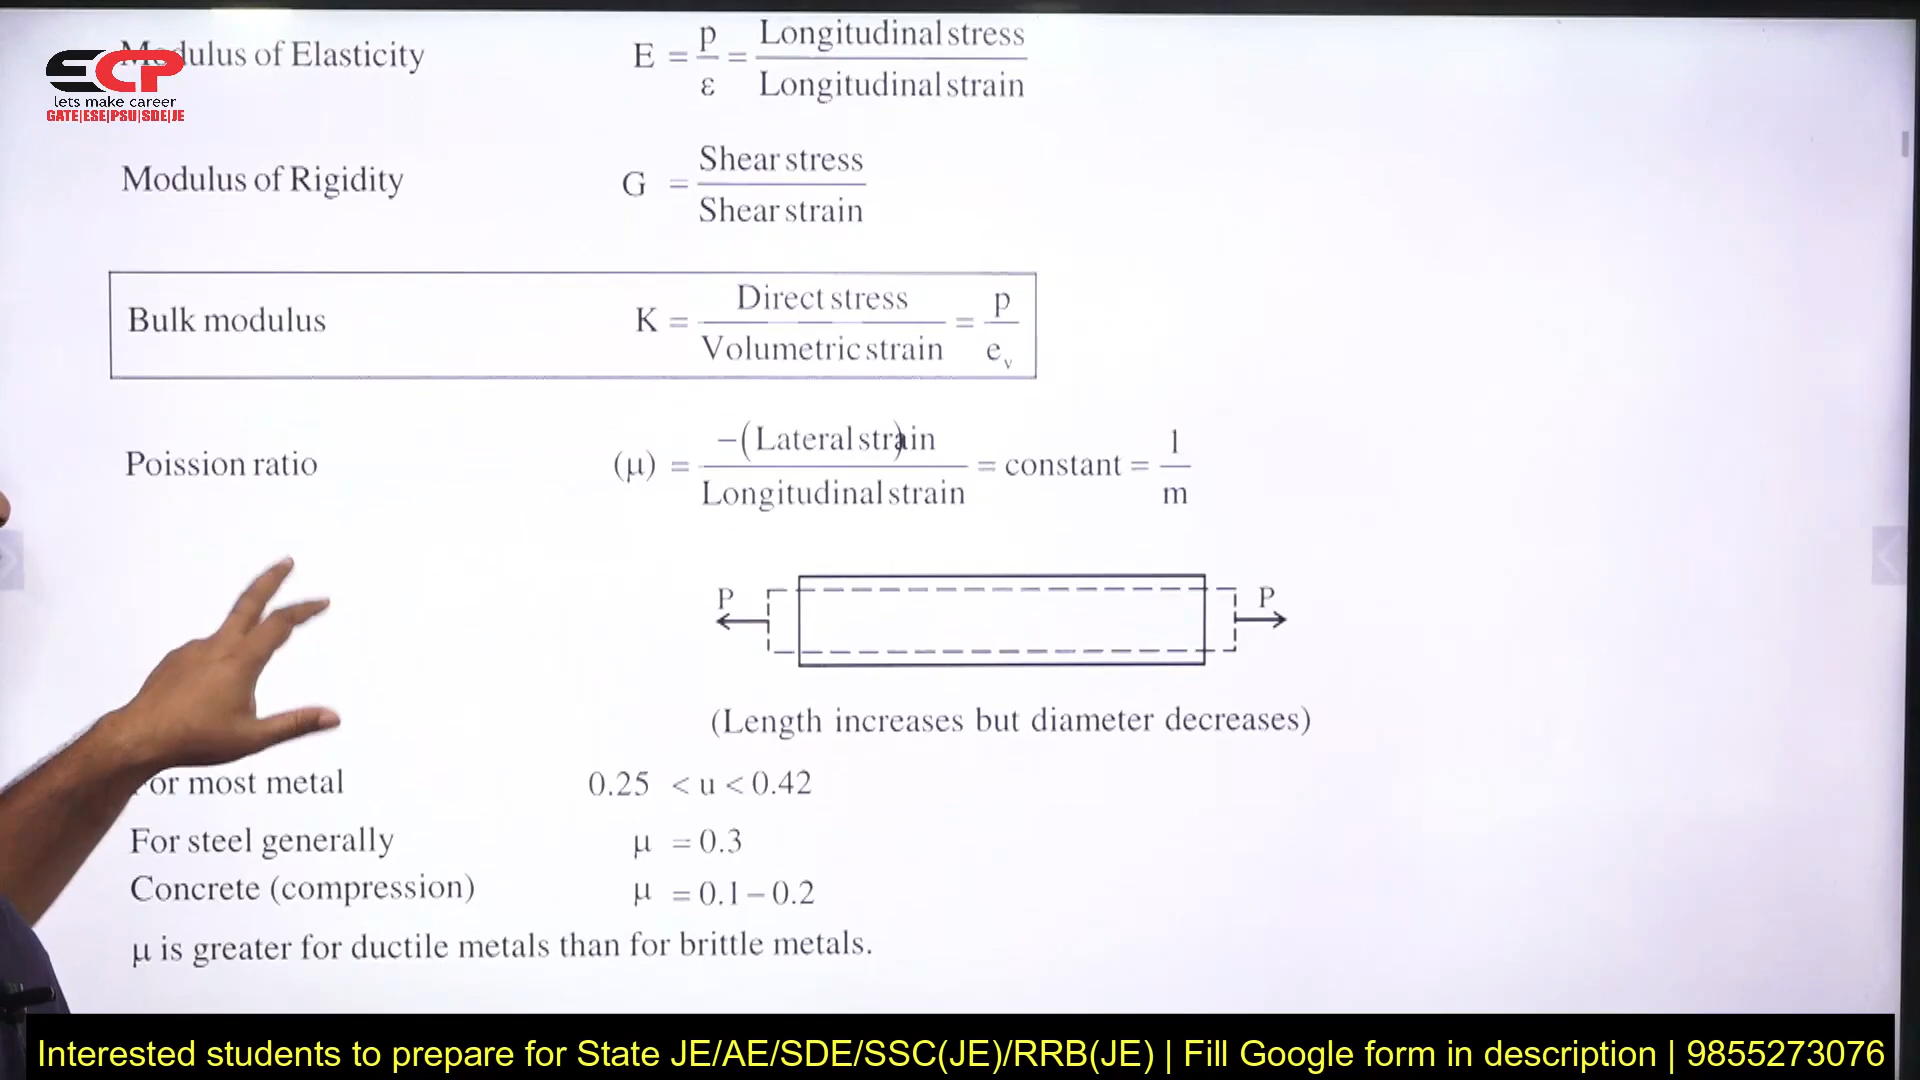 Modulus of Elasticity E = p/ε = Longitudinal stress / Longitudinal strain
ECP
lets make career
GATE|ESE|PSU|SDE|JE
Modulus of Rigidity G = Shear stress / Shear strain
Bulk modulus K = Direct stress / Volumetric strain = p/e_v
Poission ratio (μ) = −(Lateral strain) / Longitudinal strain = constant = 1/m
P P
(Length increases but diameter decreases)
For most metal 0.25 < u < 0.42
For steel generally μ = 0.3
Concrete (compression) μ = 0.1 – 0.2
μ is greater for ductile metals than for brittle metals.
Interested students to prepare for State JE/AE/SDE/SSC(JE)/RRB(JE) | Fill Google form in description | 9855273076